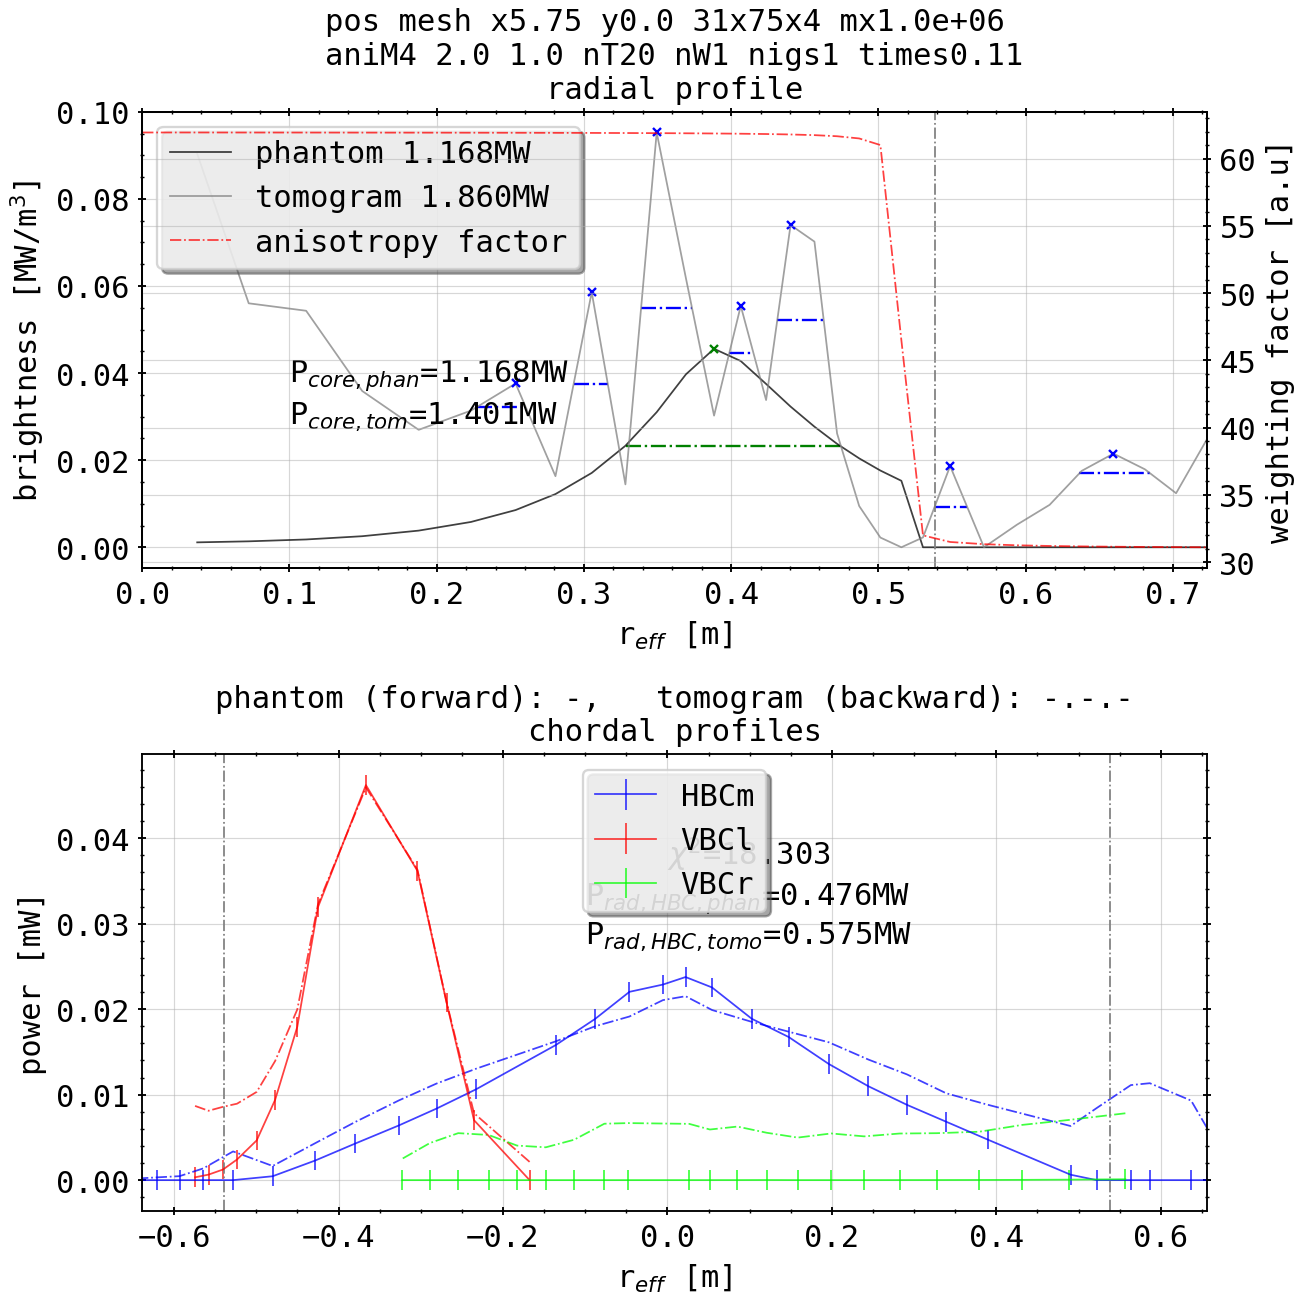 pos mesh x5.75 y0.0 31x75x4 mx1.0e+06
aniM4 2.0 1.0 nT20 nW1 nigs1 times0.11
radial profile
0.10
0.08
0.06
0.04
0.02
0.00
brightness [MW/m³]
phantom 1.168MW
tomogram 1.860MW
anisotropy factor
P_core,phan=1.168MW
P_core,tom=1.401MW
60
55
50
45
40
35
30
weighting factor [a.u]
0.0 0.1 0.2 0.3 0.4 0.5 0.6 0.7
r_eff [m]
phantom (forward): -, tomogram (backward): -.-.-
chordal profiles
0.04
0.03
0.02
0.01
0.00
power [mW]
HBCm
VBCl
VBCr
χ²=18.303
P_rad,HBC,phan=0.476MW
P_rad,HBC,tomo=0.575MW
−0.6 −0.4 −0.2 0.0 0.2 0.4 0.6
r_eff [m]